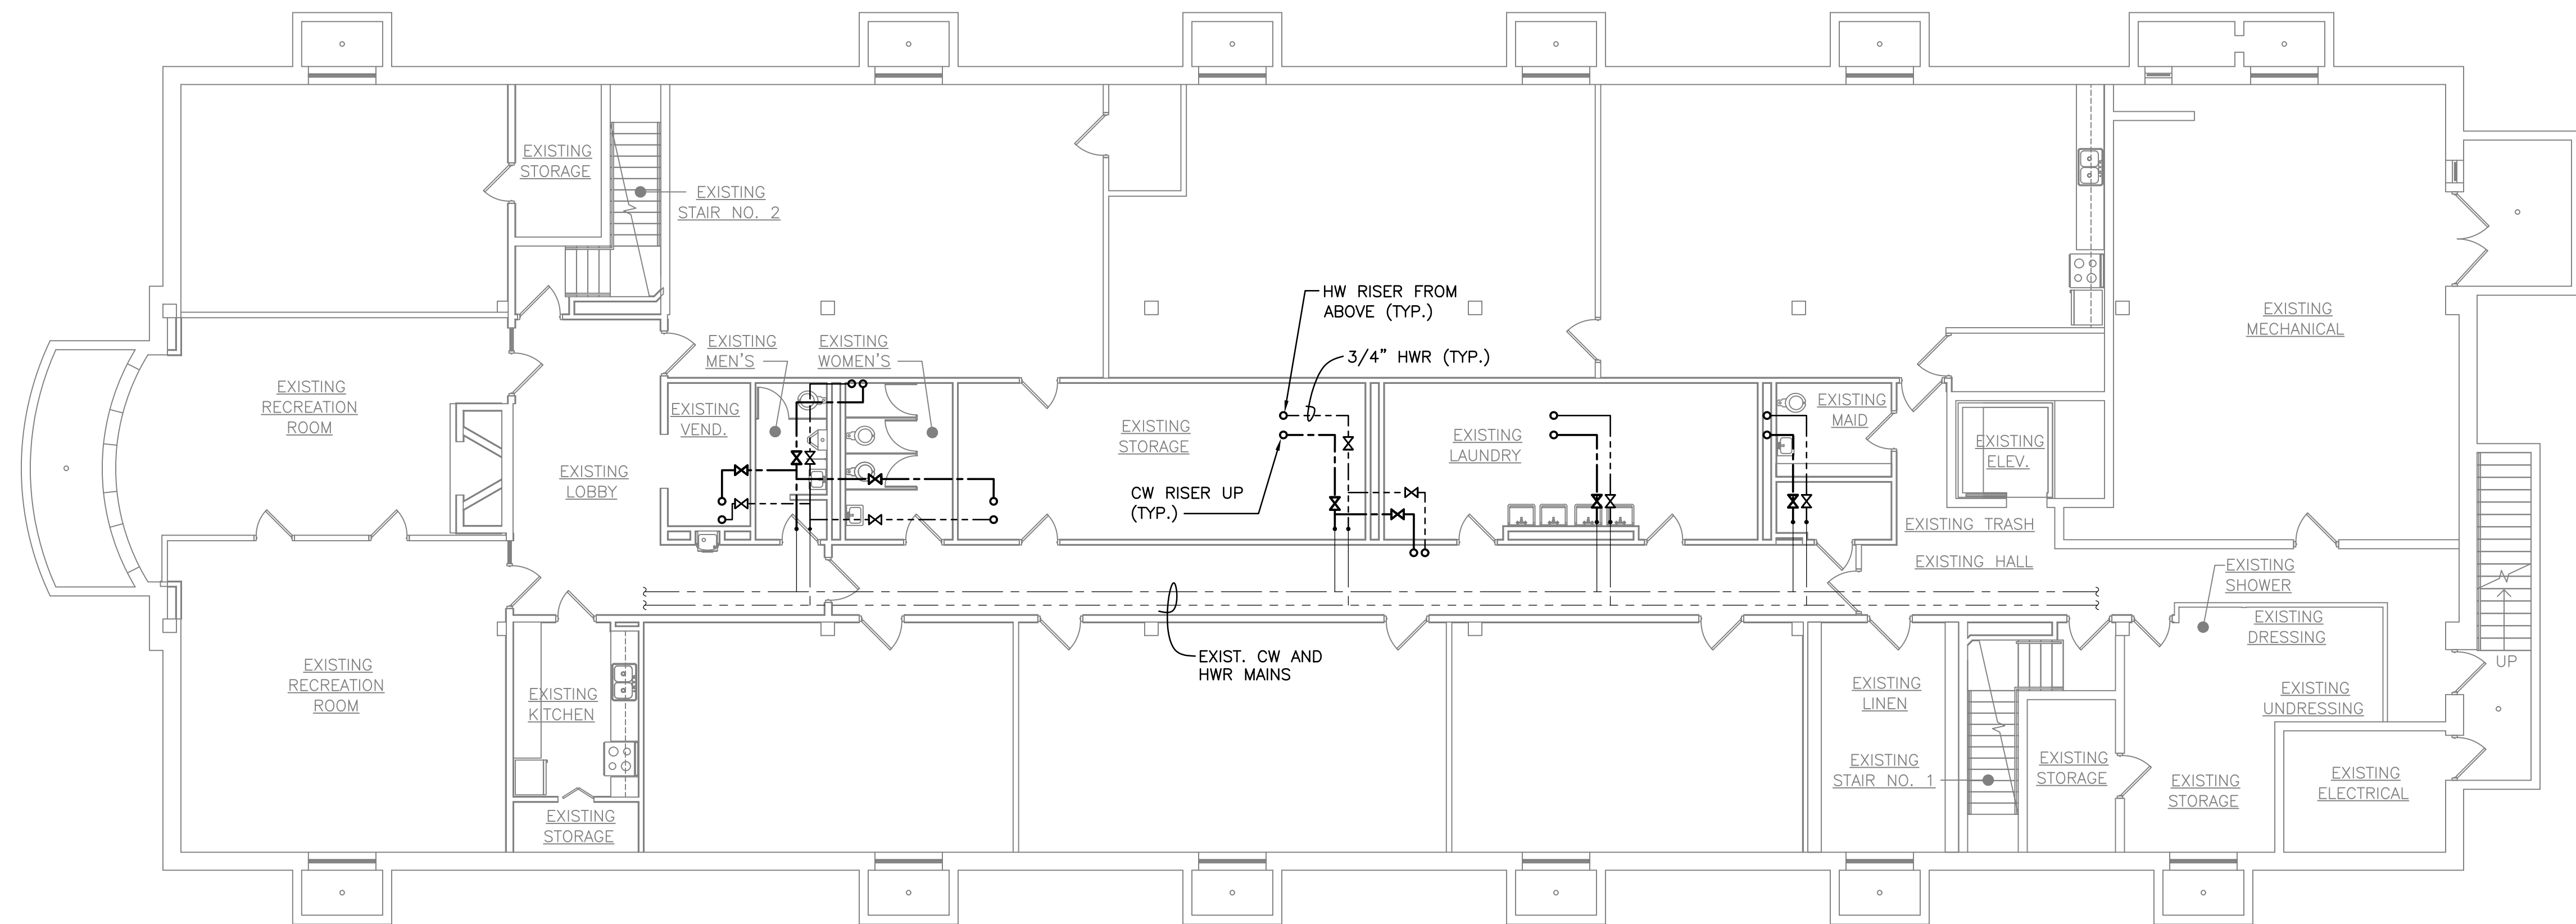 EXISTING
STORAGE
EXISTING
STAIR NO. 2
HW RISER FROM
ABOVE (TYP.)
3/4" HWR (TYP.)
EXISTING
MECHANICAL
EXISTING
MEN'S
EXISTING
WOMEN'S
EXISTING
RECREATION
ROOM
EXISTING
VEND.
EXISTING
STORAGE
EXISTING
LAUNDRY
EXISTING
MAID
EXISTING
ELEV.
EXISTING
LOBBY
CW RISER UP
(TYP.)
EXISTING TRASH
EXISTING HALL
EXISTING
SHOWER
EXISTING
DRESSING
EXIST. CW AND
HWR MAINS
EXISTING
RECREATION
ROOM
EXISTING
KITCHEN
EXISTING
LINEN
EXISTING
UNDRESSING
UP
EXISTING
STAIR NO. 1
EXISTING
STORAGE
EXISTING
STORAGE
EXISTING
ELECTRICAL
EXISTING
STORAGE